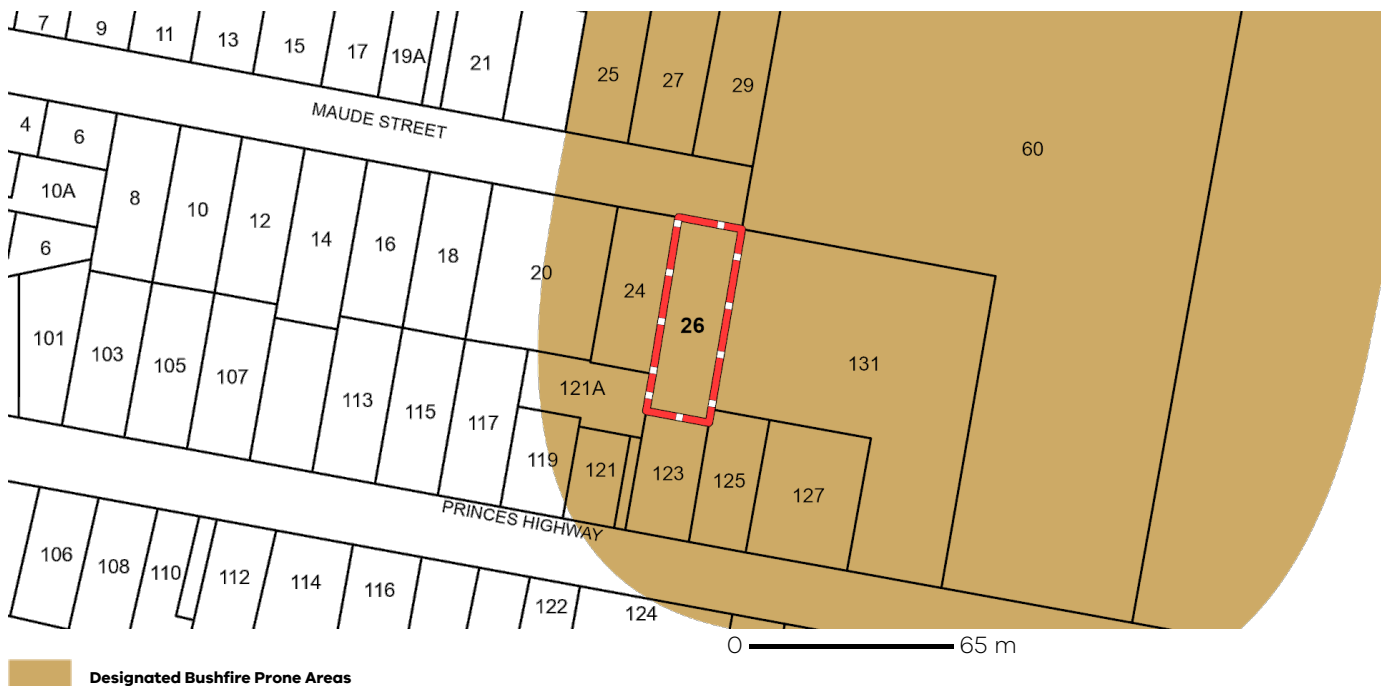 7 9 11 13 15 17 19A 21 25 27 29
MAUDE STREET
60
4 6
10A
6
8 10 12 14 16 18 20 24 26
131
101 103 105 107 113 115 117 121A
119 121 123 125 127
PRINCES HIGHWAY
106 108 110 112 114 116 122 124
0 65 m
Designated Bushfire Prone Areas